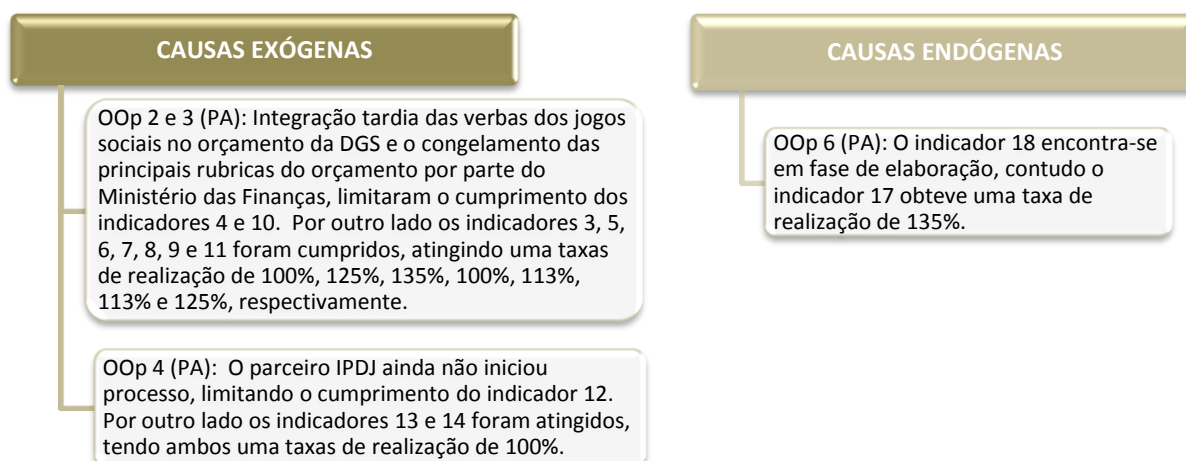 CAUSAS EXÓGENAS
OOp 2 e 3 (PA): Integração tardia das verbas dos jogos
sociais no orçamento da DGS e o congelamento das
principais rubricas do orçamento por parte do
Ministério das Finanças, limitaram o cumprimento dos
indicadores 4 e 10.  Por outro lado os indicadores 3, 5,
6, 7, 8, 9 e 11 foram cumpridos, atingindo uma taxas
de realização de 100%, 125%, 135%, 100%, 113%,
113% e 125%, respectivamente.
OOp 4 (PA):  O parceiro IPDJ ainda não iniciou
processo, limitando o cumprimento do indicador 12.
Por outro lado os indicadores 13 e 14 foram atingidos,
tendo ambos uma taxas de realização de 100%.
CAUSAS ENDÓGENAS
OOp 6 (PA): O indicador 18 encontra-se
em fase de elaboração, contudo o
indicador 17 obteve uma taxa de
realização de 135%.